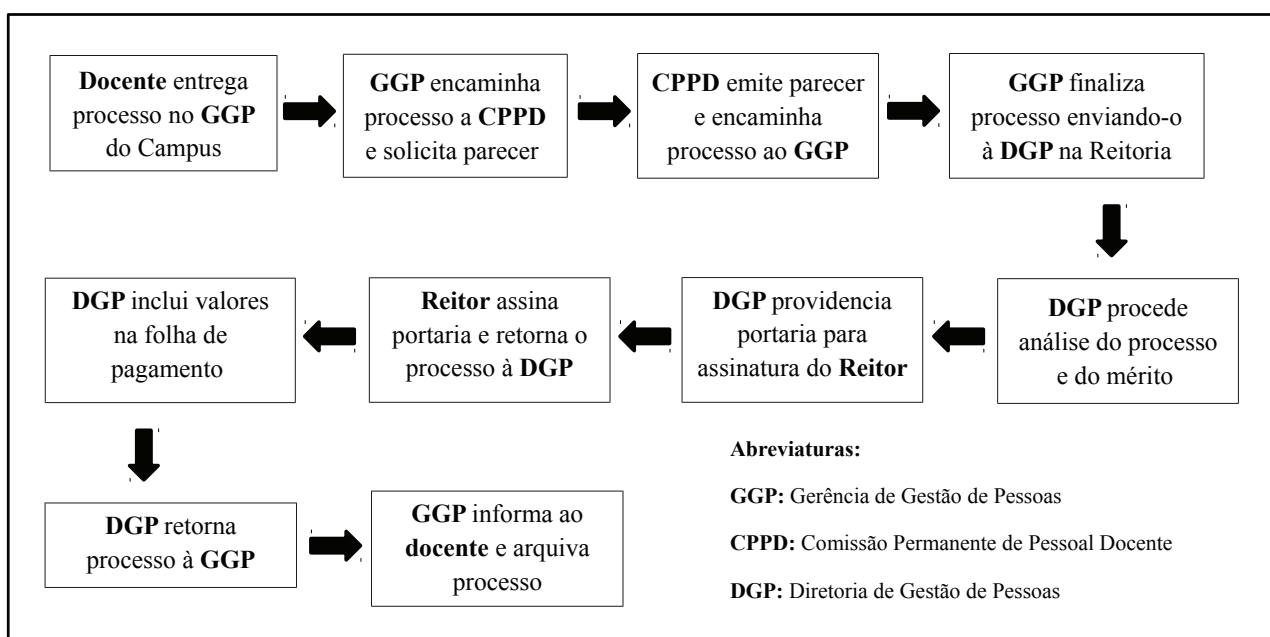 Docente entrega
processo no GGP
do Campus
GGP encaminha
processo a CPPD
e solicita parecer
CPPD emite parecer
e encaminha
processo ao GGP
GGP finaliza
processo enviando-o
à DGP na Reitoria
DGP procede
análise do processo
e do mérito
DGP providencia
portaria para
assinatura do Reitor
Reitor assina
portaria e retorna o
processo à DGP
DGP inclui valores
na folha de
pagamento
DGP retorna
processo à GGP
GGP informa ao
docente e arquiva
processo
Abreviaturas:
GGP: Gerência de Gestão de Pessoas
CPPD: Comissão Permanente de Pessoal Docente
DGP: Diretoria de Gestão de Pessoas